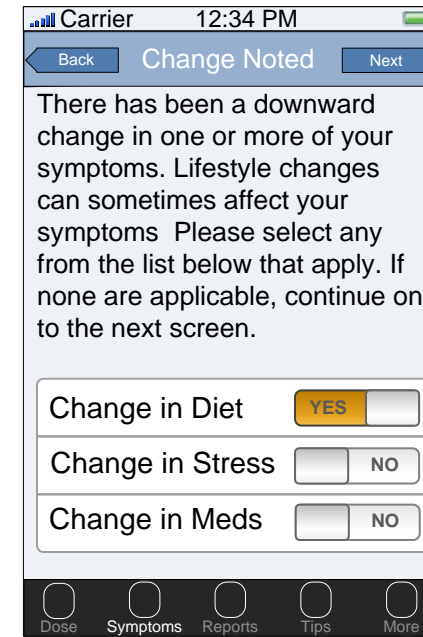 Carrier 12:34 PM
Back Change Noted Next
There has been a downward
change in one or more of your
symptoms. Lifestyle changes
can sometimes affect your
symptoms  Please select any
from the list below that apply. If
none are applicable, continue on
to the next screen.
Change in Diet YES
Change in Stress NO
Change in Meds NO
Dose Symptoms Reports Tips More